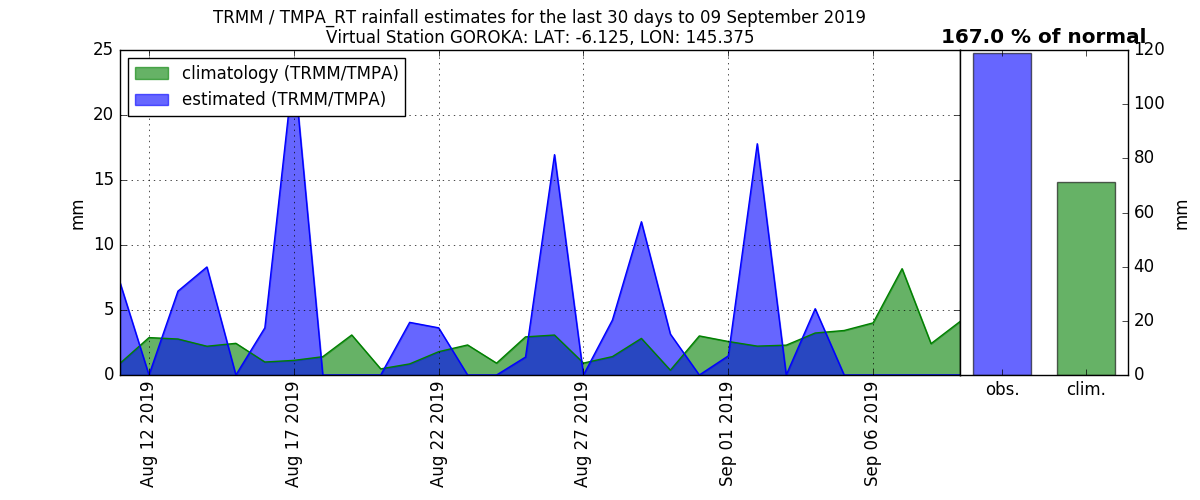 TRMM / TMPA_RT rainfall estimates for the last 30 days to 09 September 2019
Virtual Station GOROKA: LAT: -6.125, LON: 145.375
167.0 % of normal
climatology (TRMM/TMPA)
estimated (TRMM/TMPA)
25
20
15
10
5
0
mm
Aug 12 2019
Aug 17 2019
Aug 22 2019
Aug 27 2019
Sep 01 2019
Sep 06 2019
120
100
80
60
40
20
0
mm
obs.
clim.